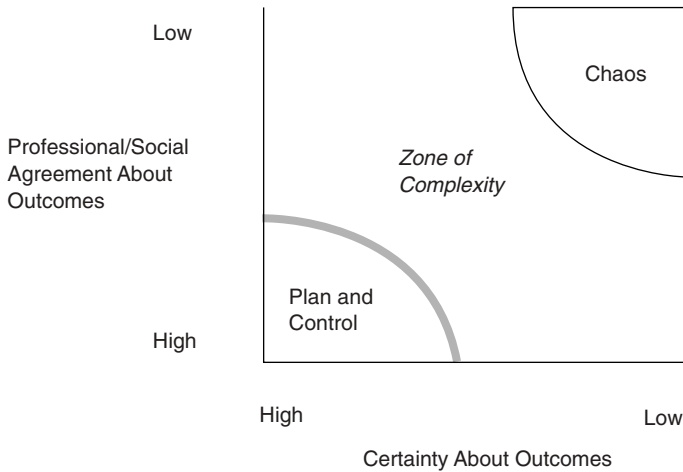 Low
Chaos
Professional/Social
Agreement About
Outcomes
Zone of
Complexity
Plan and
Control
High
High
Low
Certainty About Outcomes